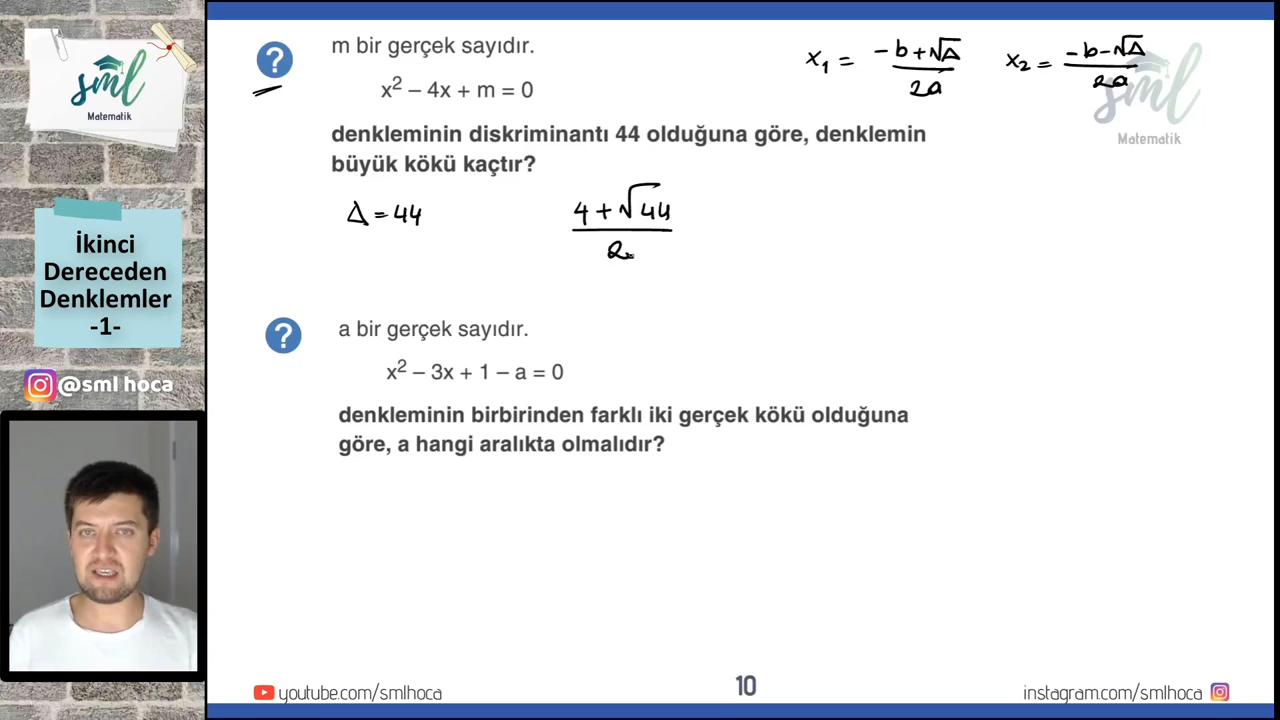 sml
Matematik
İkinci
Dereceden
Denklemler
-1-
@sml hoca
?
m bir gerçek sayıdır.
x² – 4x + m = 0
denkleminin diskriminantı 44 olduğuna göre, denklemin
büyük kökü kaçtır?
x₁ = -b+√Δ / 2a
x₂ = -b-√Δ / 2a
sml
Matematik
Δ = 44
4 + √44 / 2
?
a bir gerçek sayıdır.
x² – 3x + 1 – a = 0
denkleminin birbirinden farklı iki gerçek kökü olduğuna
göre, a hangi aralıkta olmalıdır?
youtube.com/smlhoca
10
instagram.com/smlhoca